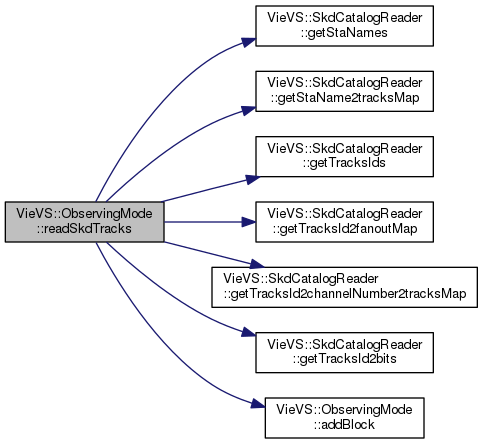 VieVS::SkdCatalogReader
::getStaNames
VieVS::SkdCatalogReader
::getStaName2tracksMap
VieVS::SkdCatalogReader
::getTracksIds
VieVS::ObservingMode
::readSkdTracks
VieVS::SkdCatalogReader
::getTracksId2fanoutMap
VieVS::SkdCatalogReader
::getTracksId2channelNumber2tracksMap
VieVS::SkdCatalogReader
::getTracksId2bits
VieVS::ObservingMode
::addBlock